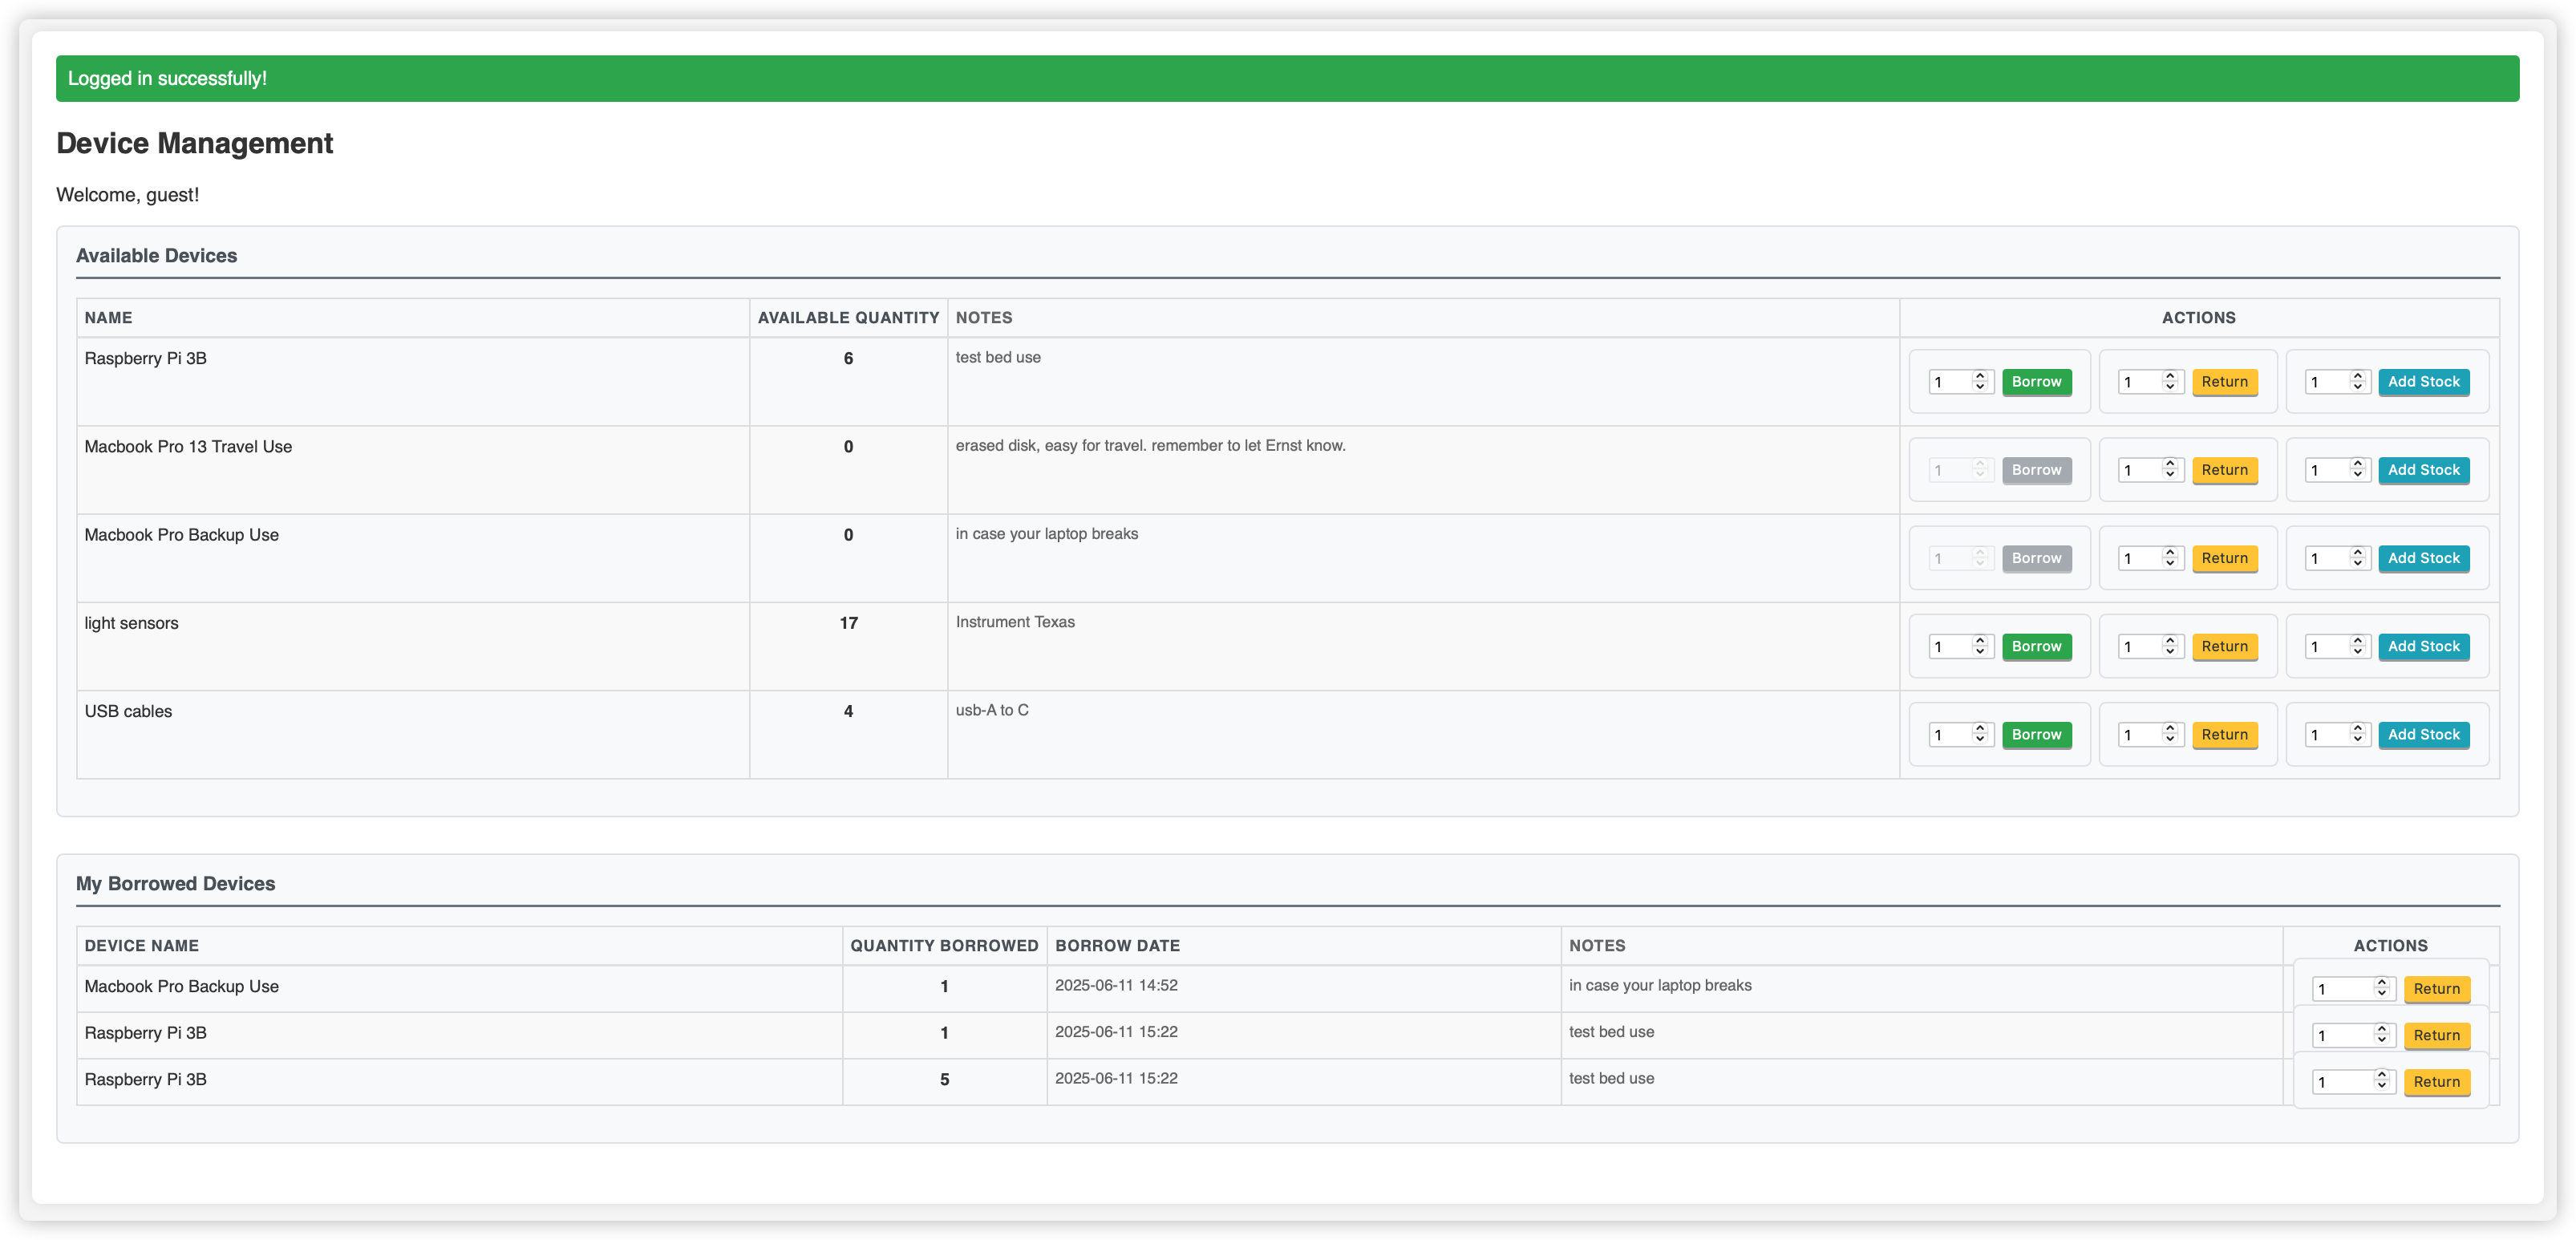 Logged in successfully!
Device Management
Welcome, guest!
Available Devices
NAME AVAILABLE QUANTITY NOTES ACTIONS
Raspberry Pi 3B 6 test bed use 1 Borrow 1 Return 1 Add Stock
Macbook Pro 13 Travel Use 0 erased disk, easy for travel. remember to let Ernst know. 1 Borrow 1 Return 1 Add Stock
Macbook Pro Backup Use 0 in case your laptop breaks 1 Borrow 1 Return 1 Add Stock
light sensors 17 Instrument Texas 1 Borrow 1 Return 1 Add Stock
USB cables 4 usb-A to C 1 Borrow 1 Return 1 Add Stock
My Borrowed Devices
DEVICE NAME QUANTITY BORROWED BORROW DATE NOTES ACTIONS
Macbook Pro Backup Use 1 2025-06-11 14:52 in case your laptop breaks 1 Return
Raspberry Pi 3B 1 2025-06-11 15:22 test bed use 1 Return
Raspberry Pi 3B 5 2025-06-11 15:22 test bed use 1 Return